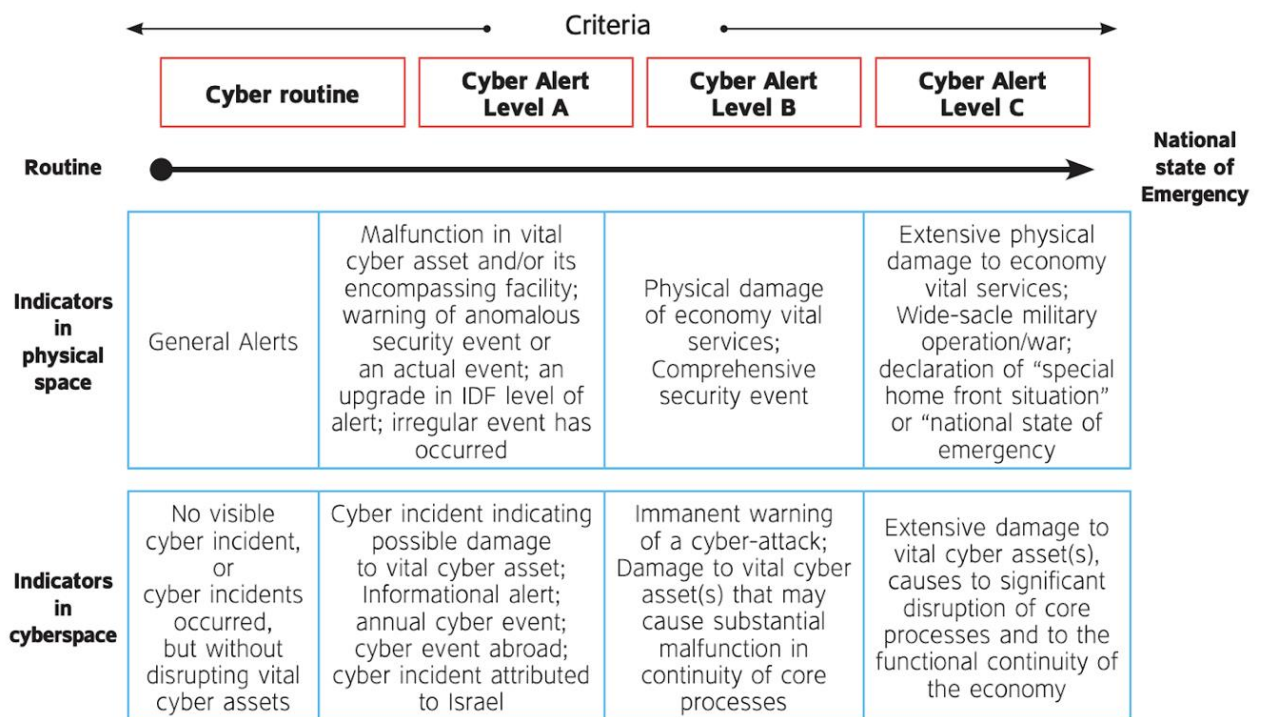 Criteria
Cyber routine
Cyber Alert
Level A
Cyber Alert
Level B
Cyber Alert
Level C
Routine
National
state of
Emergency
Indicators
in
physical
space
General Alerts
Malfunction in vital
cyber asset and/or its
encompassing facility;
warning of anomalous
security event or
an actual event; an
upgrade in IDF level of
alert; irregular event has
occurred
Physical damage
of economy vital
services;
Comprehensive
security event
Extensive physical
damage to economy
vital services;
Wide-sacle military
operation/war;
declaration of “special
home front situation”
or “national state of
emergency
Indicators
in
cyberspace
No visible
cyber incident,
or
cyber incidents
occurred,
but without
disrupting vital
cyber assets
Cyber incident indicating
possible damage
to vital cyber asset;
Informational alert;
annual cyber event;
cyber event abroad;
cyber incident attributed
to Israel
Immanent warning
of a cyber-attack;
Damage to vital cyber
asset(s) that may
cause substantial
malfunction in
continuity of core
processes
Extensive damage to
vital cyber asset(s),
causes to significant
disruption of core
processes and to the
functional continuity of
the economy